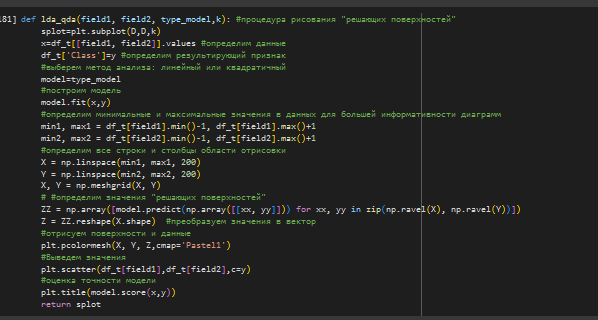 181] def lda_qda(field1, field2, type_model,k): #процедура рисования "решающих поверхностей"
splot=plt.subplot(D,D,k)
x=df_t[[field1, field2]].values #определим данные
df_t['Class']=y #определим результирующий признак
#выберем метод анализа: линейный или квадратичный
model=type_model
#построим модель
model.fit(x,y)
#определим минимальные и максимальные значения в данных для большей информативности диаграмм
min1, max1 = df_t[field1].min()-1, df_t[field1].max()+1
min2, max2 = df_t[field2].min()-1, df_t[field2].max()+1
#определим все строки и столбцы области отрисовки
X = np.linspace(min1, max1, 200)
Y = np.linspace(min2, max2, 200)
X, Y = np.meshgrid(X, Y)
# #определим значения "решающих поверхностей"
ZZ = np.array([model.predict(np.array([[xx, yy]])) for xx, yy in zip(np.ravel(X), np.ravel(Y))])
Z = ZZ.reshape(X.shape) #преобразуем значения в вектор
#отрисуем поверхности и данные
plt.pcolormesh(X, Y, Z,cmap='Pastel1')
#Выведем значения
plt.scatter(df_t[field1],df_t[field2],c=y)
#оценка точности модели
plt.title(model.score(x,y))
return splot